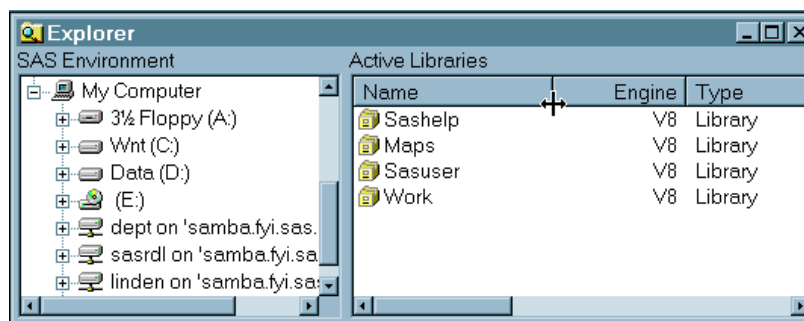 Explorer
SAS Environment
Active Libraries
My Computer
3½ Floppy (A:)
Wnt (C:)
Data (D:)
(E:)
dept on 'samba.fyi.sas.
sasrdl on 'samba.fyi.sa
linden on 'samba.fyi.sas
Name Engine Type
Sashelp V8 Library
Maps V8 Library
Sasuser V8 Library
Work V8 Library